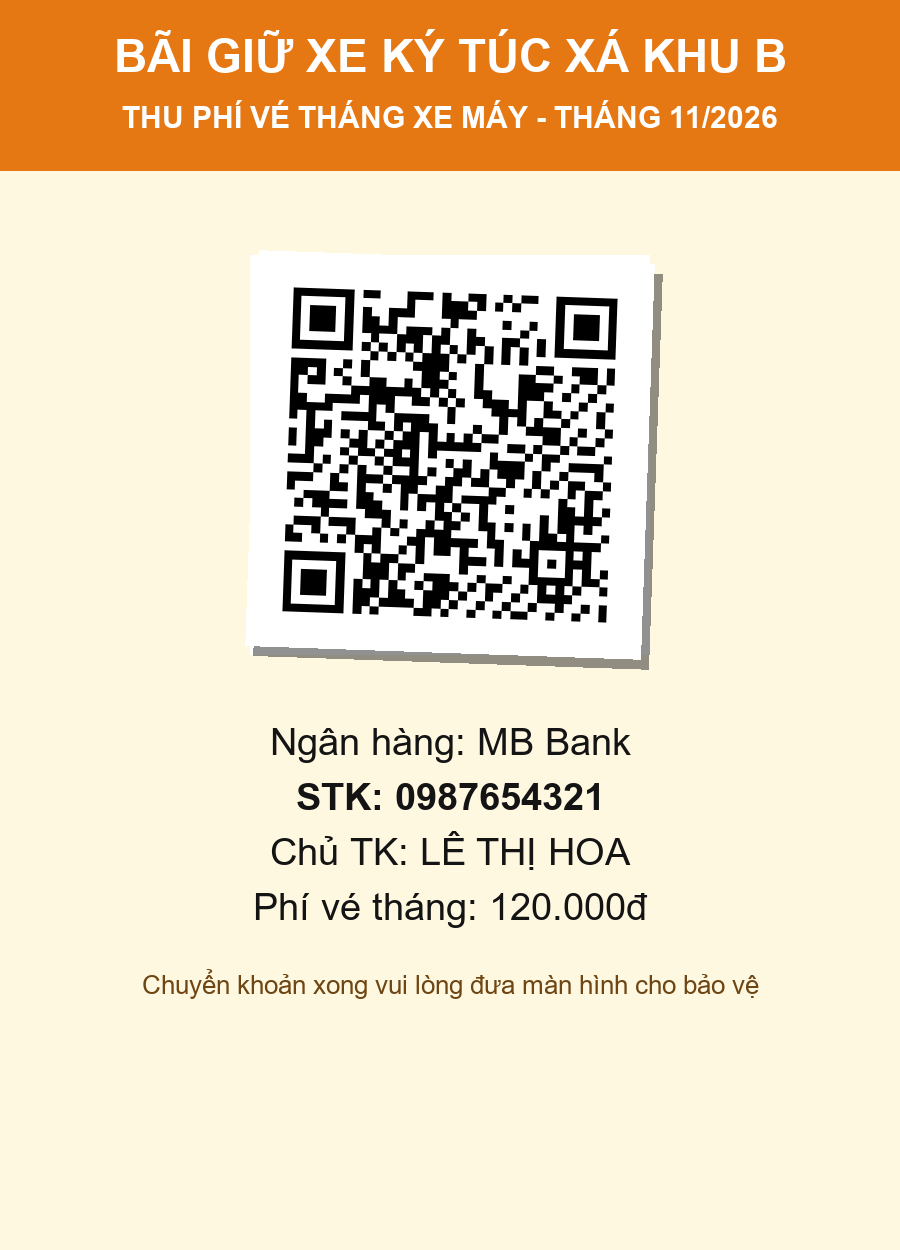 BÃI GIỮ XE KÝ TÚC XÁ KHU B
THU PHÍ VÉ THÁNG XE MÁY - THÁNG 11/2026
Ngân hàng: MB Bank
STK: 0987654321
Chủ TK: LÊ THỊ HOA
Phí vé tháng: 120.000đ
Chuyển khoản xong vui lòng đưa màn hình cho bảo vệ